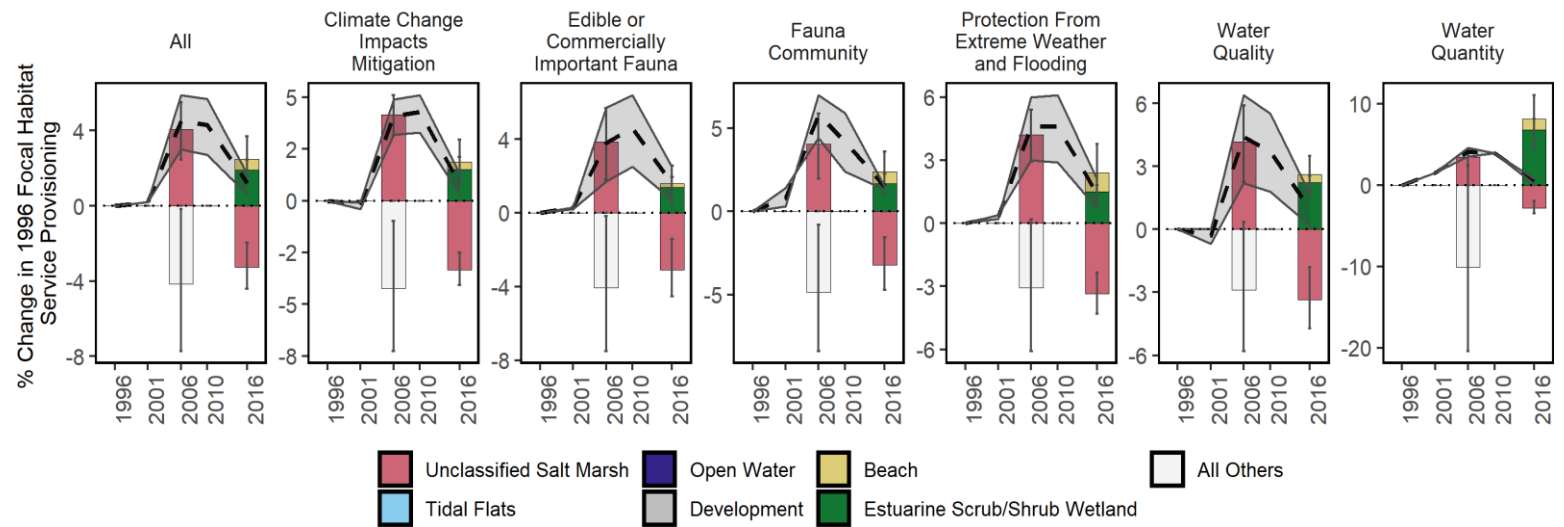 All
Climate Change
Impacts
Mitigation
Edible or
Commercially
Important Fauna
Fauna
Community
Protection From
Extreme Weather
and Flooding
Water
Quality
Water
Quantity
% Change in 1996 Focal Habitat
Service Provisioning
4
0
-4
-8
5
2
0
-2
-5
-8
4
0
-4
-8
5
0
-5
6
3
0
-3
-6
6
3
0
-3
-6
10
0
-10
-20
1996 2001 2006 2010 2016
1996 2001 2006 2010 2016
1996 2001 2006 2010 2016
1996 2001 2006 2010 2016
1996 2001 2006 2010 2016
1996 2001 2006 2010 2016
1996 2001 2006 2010 2016
Unclassified Salt Marsh
Open Water
Beach
All Others
Tidal Flats
Development
Estuarine Scrub/Shrub Wetland